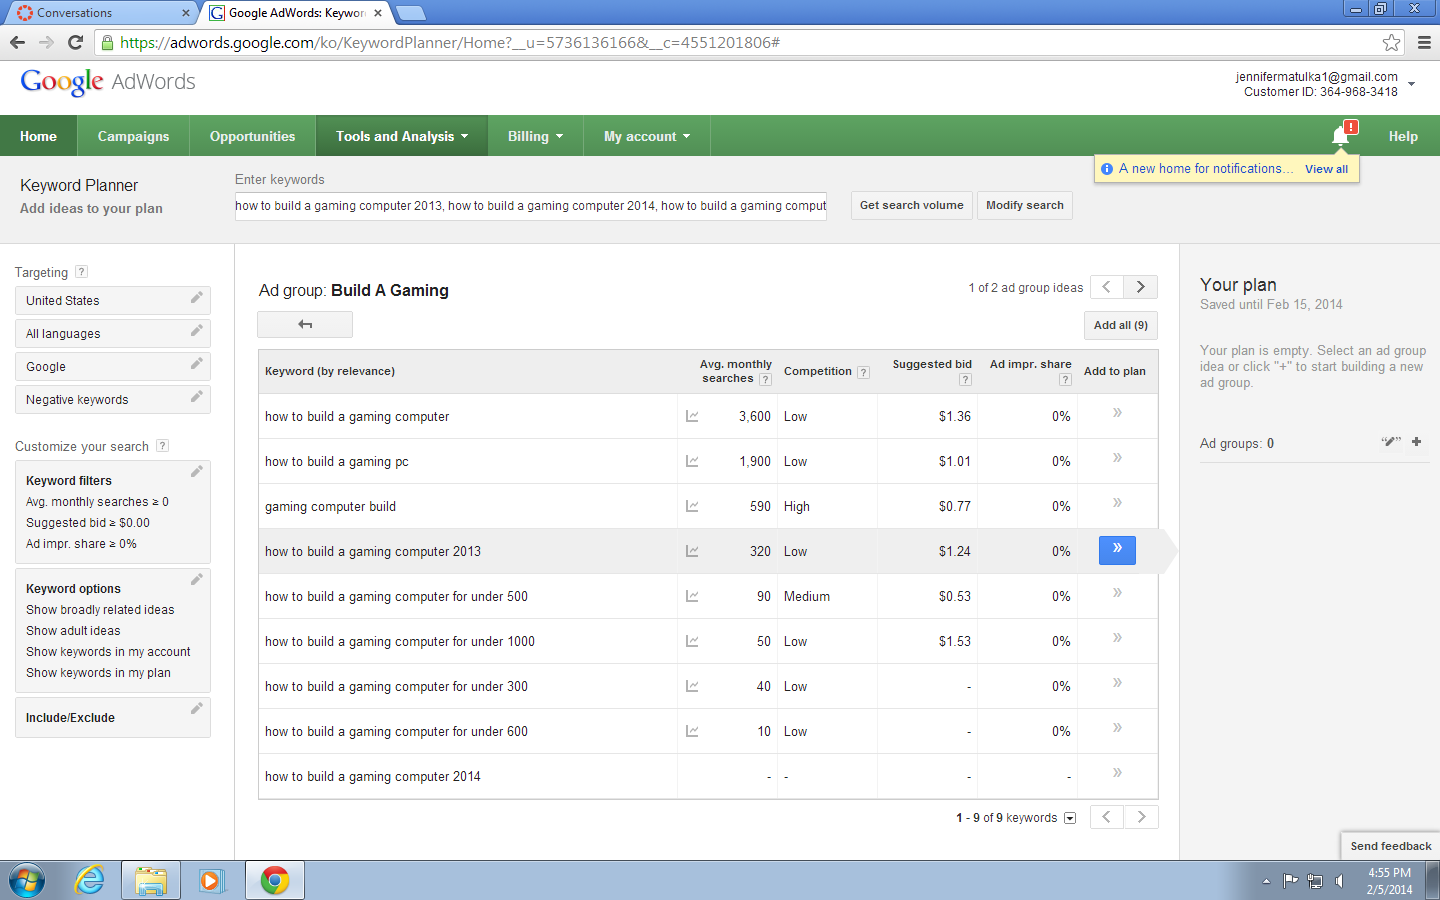 Conversations
Google AdWords: Keywor
https://adwords.google.com/ko/KeywordPlanner/Home?__u=5736136166&__c=4551201806#
Google AdWords
jennifermatulka1@gmail.com
Customer ID: 364-968-3418
Home Campaigns Opportunities Tools and Analysis Billing My account Help
!
A new home for notifications... View all
Keyword Planner
Add ideas to your plan
Enter keywords
how to build a gaming computer 2013, how to build a gaming computer 2014, how to build a gaming comput
Get search volume Modify search
Targeting ?
United States
All languages
Google
Negative keywords
Customize your search ?
Keyword filters
Avg. monthly searches ≥ 0
Suggested bid ≥ $0.00
Ad impr. share ≥ 0%
Keyword options
Show broadly related ideas
Show adult ideas
Show keywords in my account
Show keywords in my plan
Include/Exclude
Ad group: Build A Gaming
1 of 2 ad group ideas
Add all (9)
Keyword (by relevance) Avg. monthly searches ? Competition ? Suggested bid ? Ad impr. share ? Add to plan
how to build a gaming computer 3,600 Low $1.36 0% »
how to build a gaming pc 1,900 Low $1.01 0% »
gaming computer build 590 High $0.77 0% »
how to build a gaming computer 2013 320 Low $1.24 0% »
how to build a gaming computer for under 500 90 Medium $0.53 0% »
how to build a gaming computer for under 1000 50 Low $1.53 0% »
how to build a gaming computer for under 300 40 Low - 0% »
how to build a gaming computer for under 600 10 Low - 0% »
how to build a gaming computer 2014 - - - - »
1 - 9 of 9 keywords
Your plan
Saved until Feb 15, 2014
Your plan is empty. Select an ad group
idea or click "+" to start building a new
ad group.
Ad groups: 0
Send feedback
4:55 PM
2/5/2014